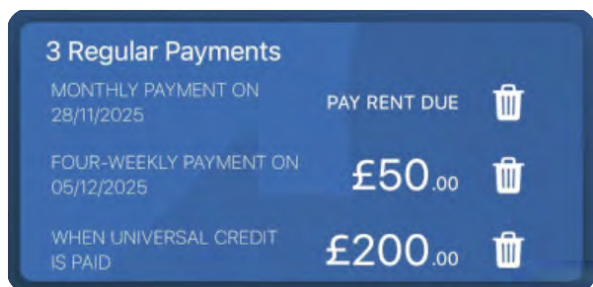 3 Regular Payments
MONTHLY PAYMENT ON
28/11/2025
PAY RENT DUE
FOUR-WEEKLY PAYMENT ON
05/12/2025
£50.00
WHEN UNIVERSAL CREDIT
IS PAID
£200.00